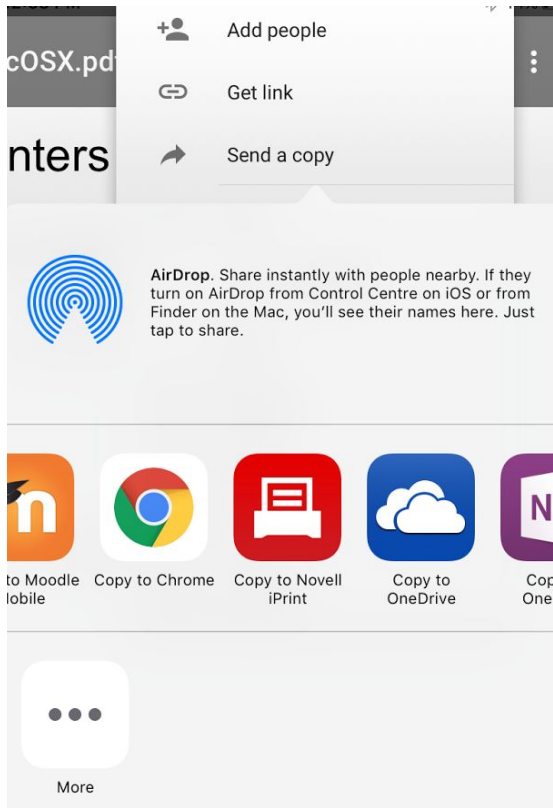 Add people
cOSX.pd
Get link
nters
Send a copy
AirDrop. Share instantly with people nearby. If they
turn on AirDrop from Control Centre on iOS or from
Finder on the Mac, you'll see their names here. Just
tap to share.
to Moodle
Copy to Chrome
Copy to Novell
iPrint
Copy to
OneDrive
Cop
One
N
More